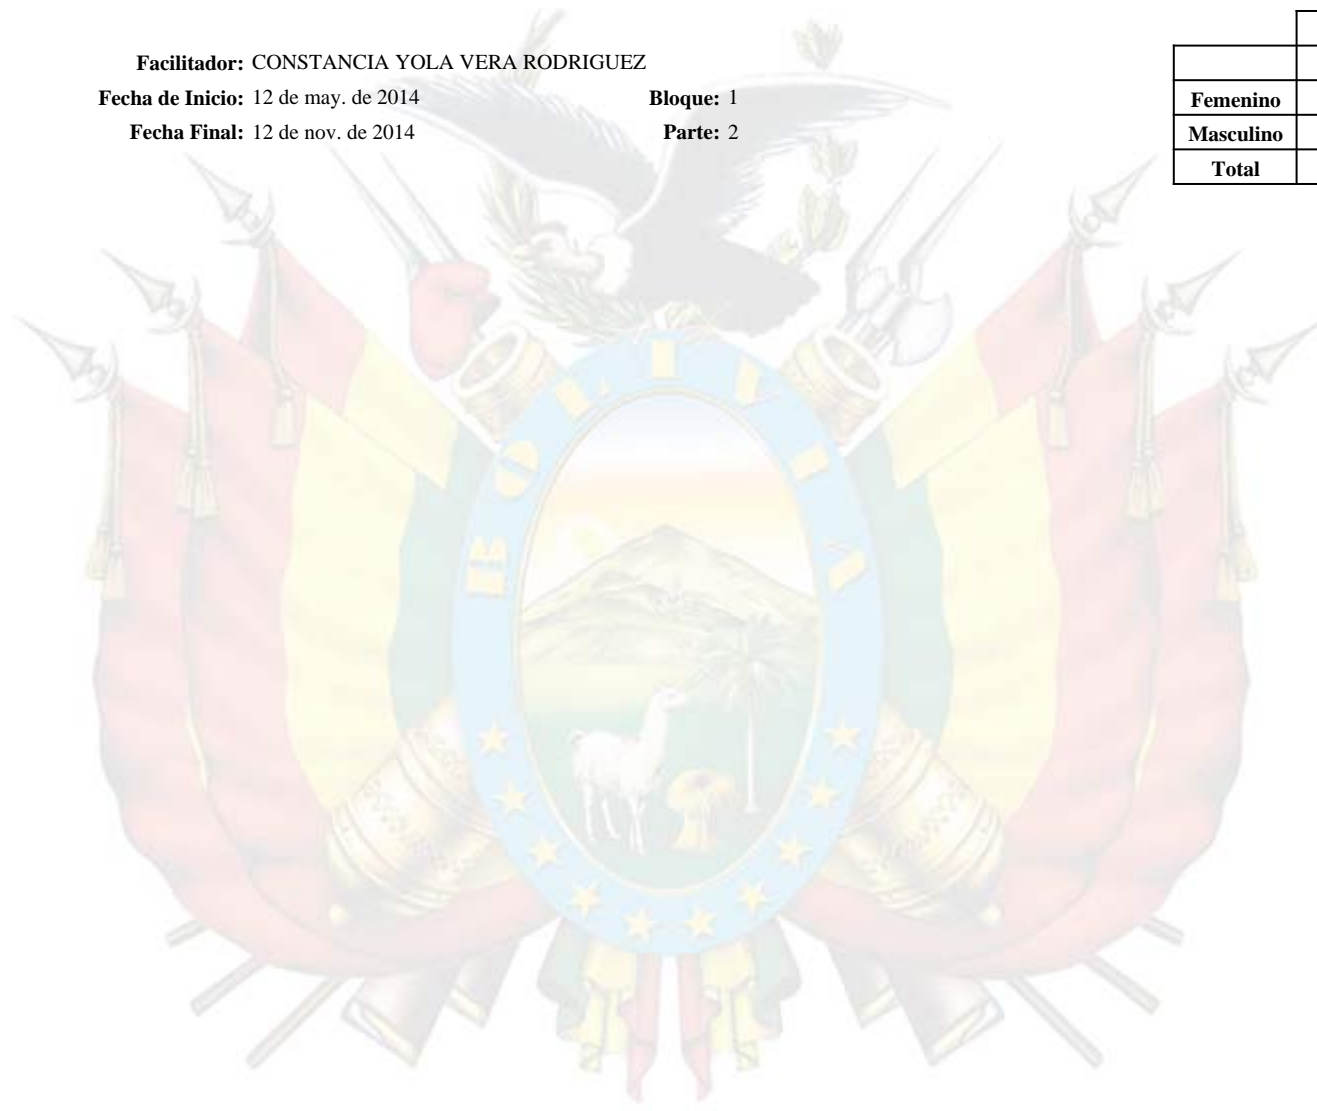 Facilitador: CONSTANCIA YOLA VERA RODRIGUEZ
Fecha de Inicio: 12 de may. de 2014 Bloque: 1
Fecha Final: 12 de nov. de 2014 Parte: 2
Femenino
Masculino
Total
BOLIVIA